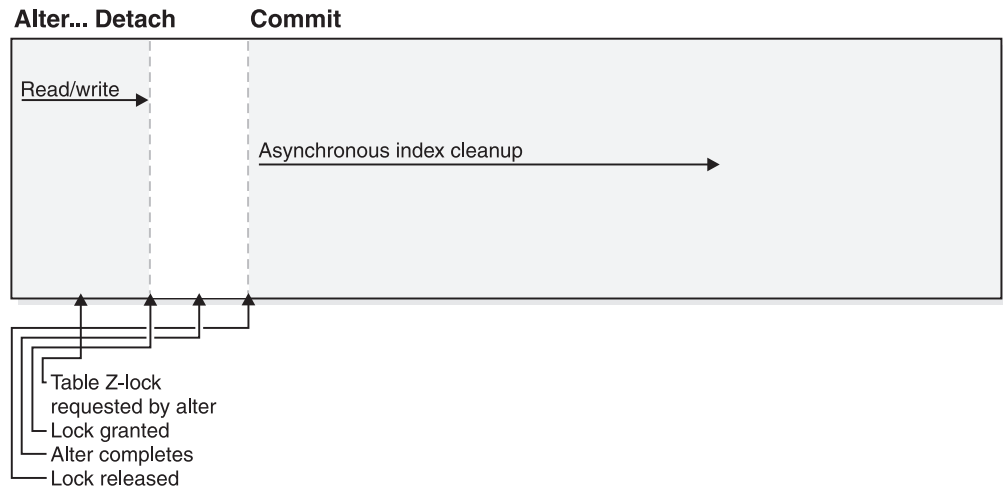 Alter... Detach
Commit
Read/write
Asynchronous index cleanup
Table Z-lock
requested by alter
Lock granted
Alter completes
Lock released